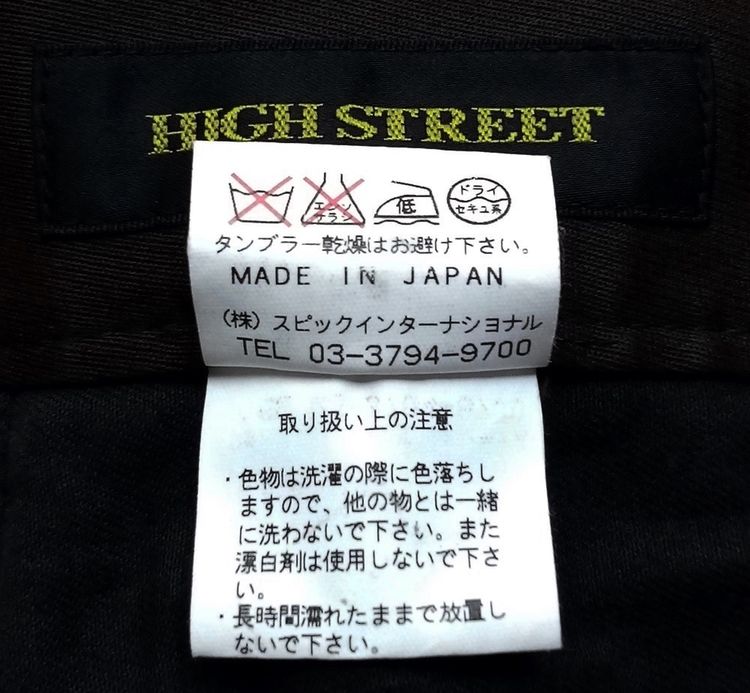 HIGH STREET
エンソ
サラシ
低
ドライ
セキユ系
タンブラー乾燥はお避け下さい。
MADE IN JAPAN
(株)スピックインターナショナル
TEL 03-3794-9700
取り扱い上の注意
・色物は洗濯の際に色落ちし
ますので、他の物とは一緒
に洗わないで下さい。また
漂白剤は使用しないで下さ
い。
・長時間濡れたままで放置し
ないで下さい。